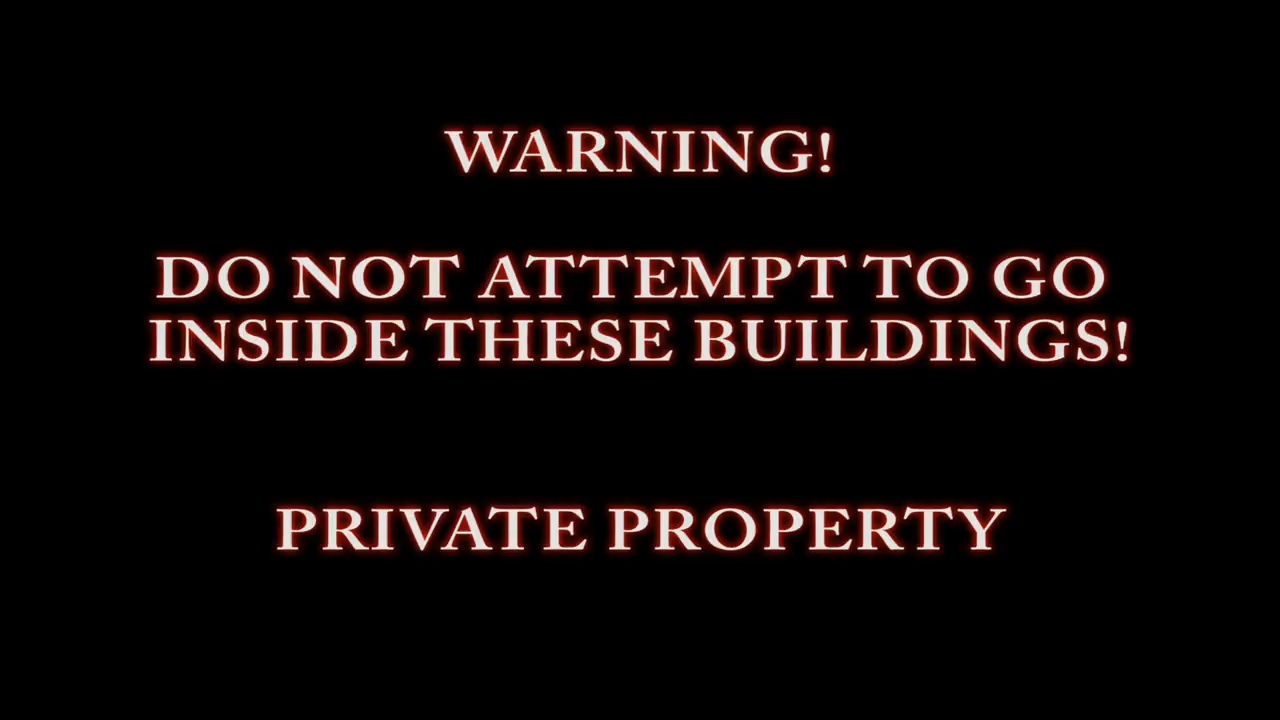 WARNING!
DO NOT ATTEMPT TO GO
INSIDE THESE BUILDINGS!
PRIVATE PROPERTY